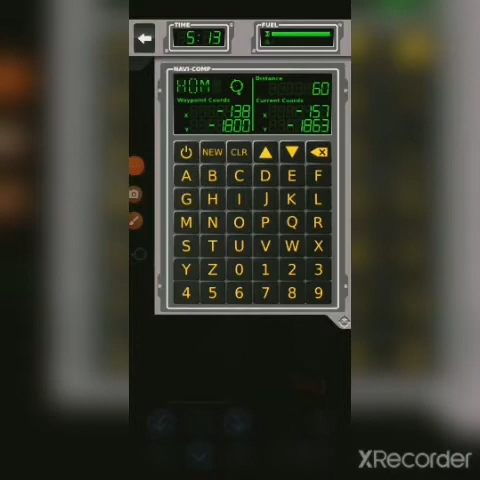 TIME
5:13
FUEL
NAVI-COMP
HOM
Distance
60
Waypoint Coords
X -138
Y -1800
Current Coords
X -157
Y -1863
NEW CLR
A B C D E F
G H I J K L
M N O P Q R
S T U V W X
Y Z 0 1 2 3
4 5 6 7 8 9
XRecorder